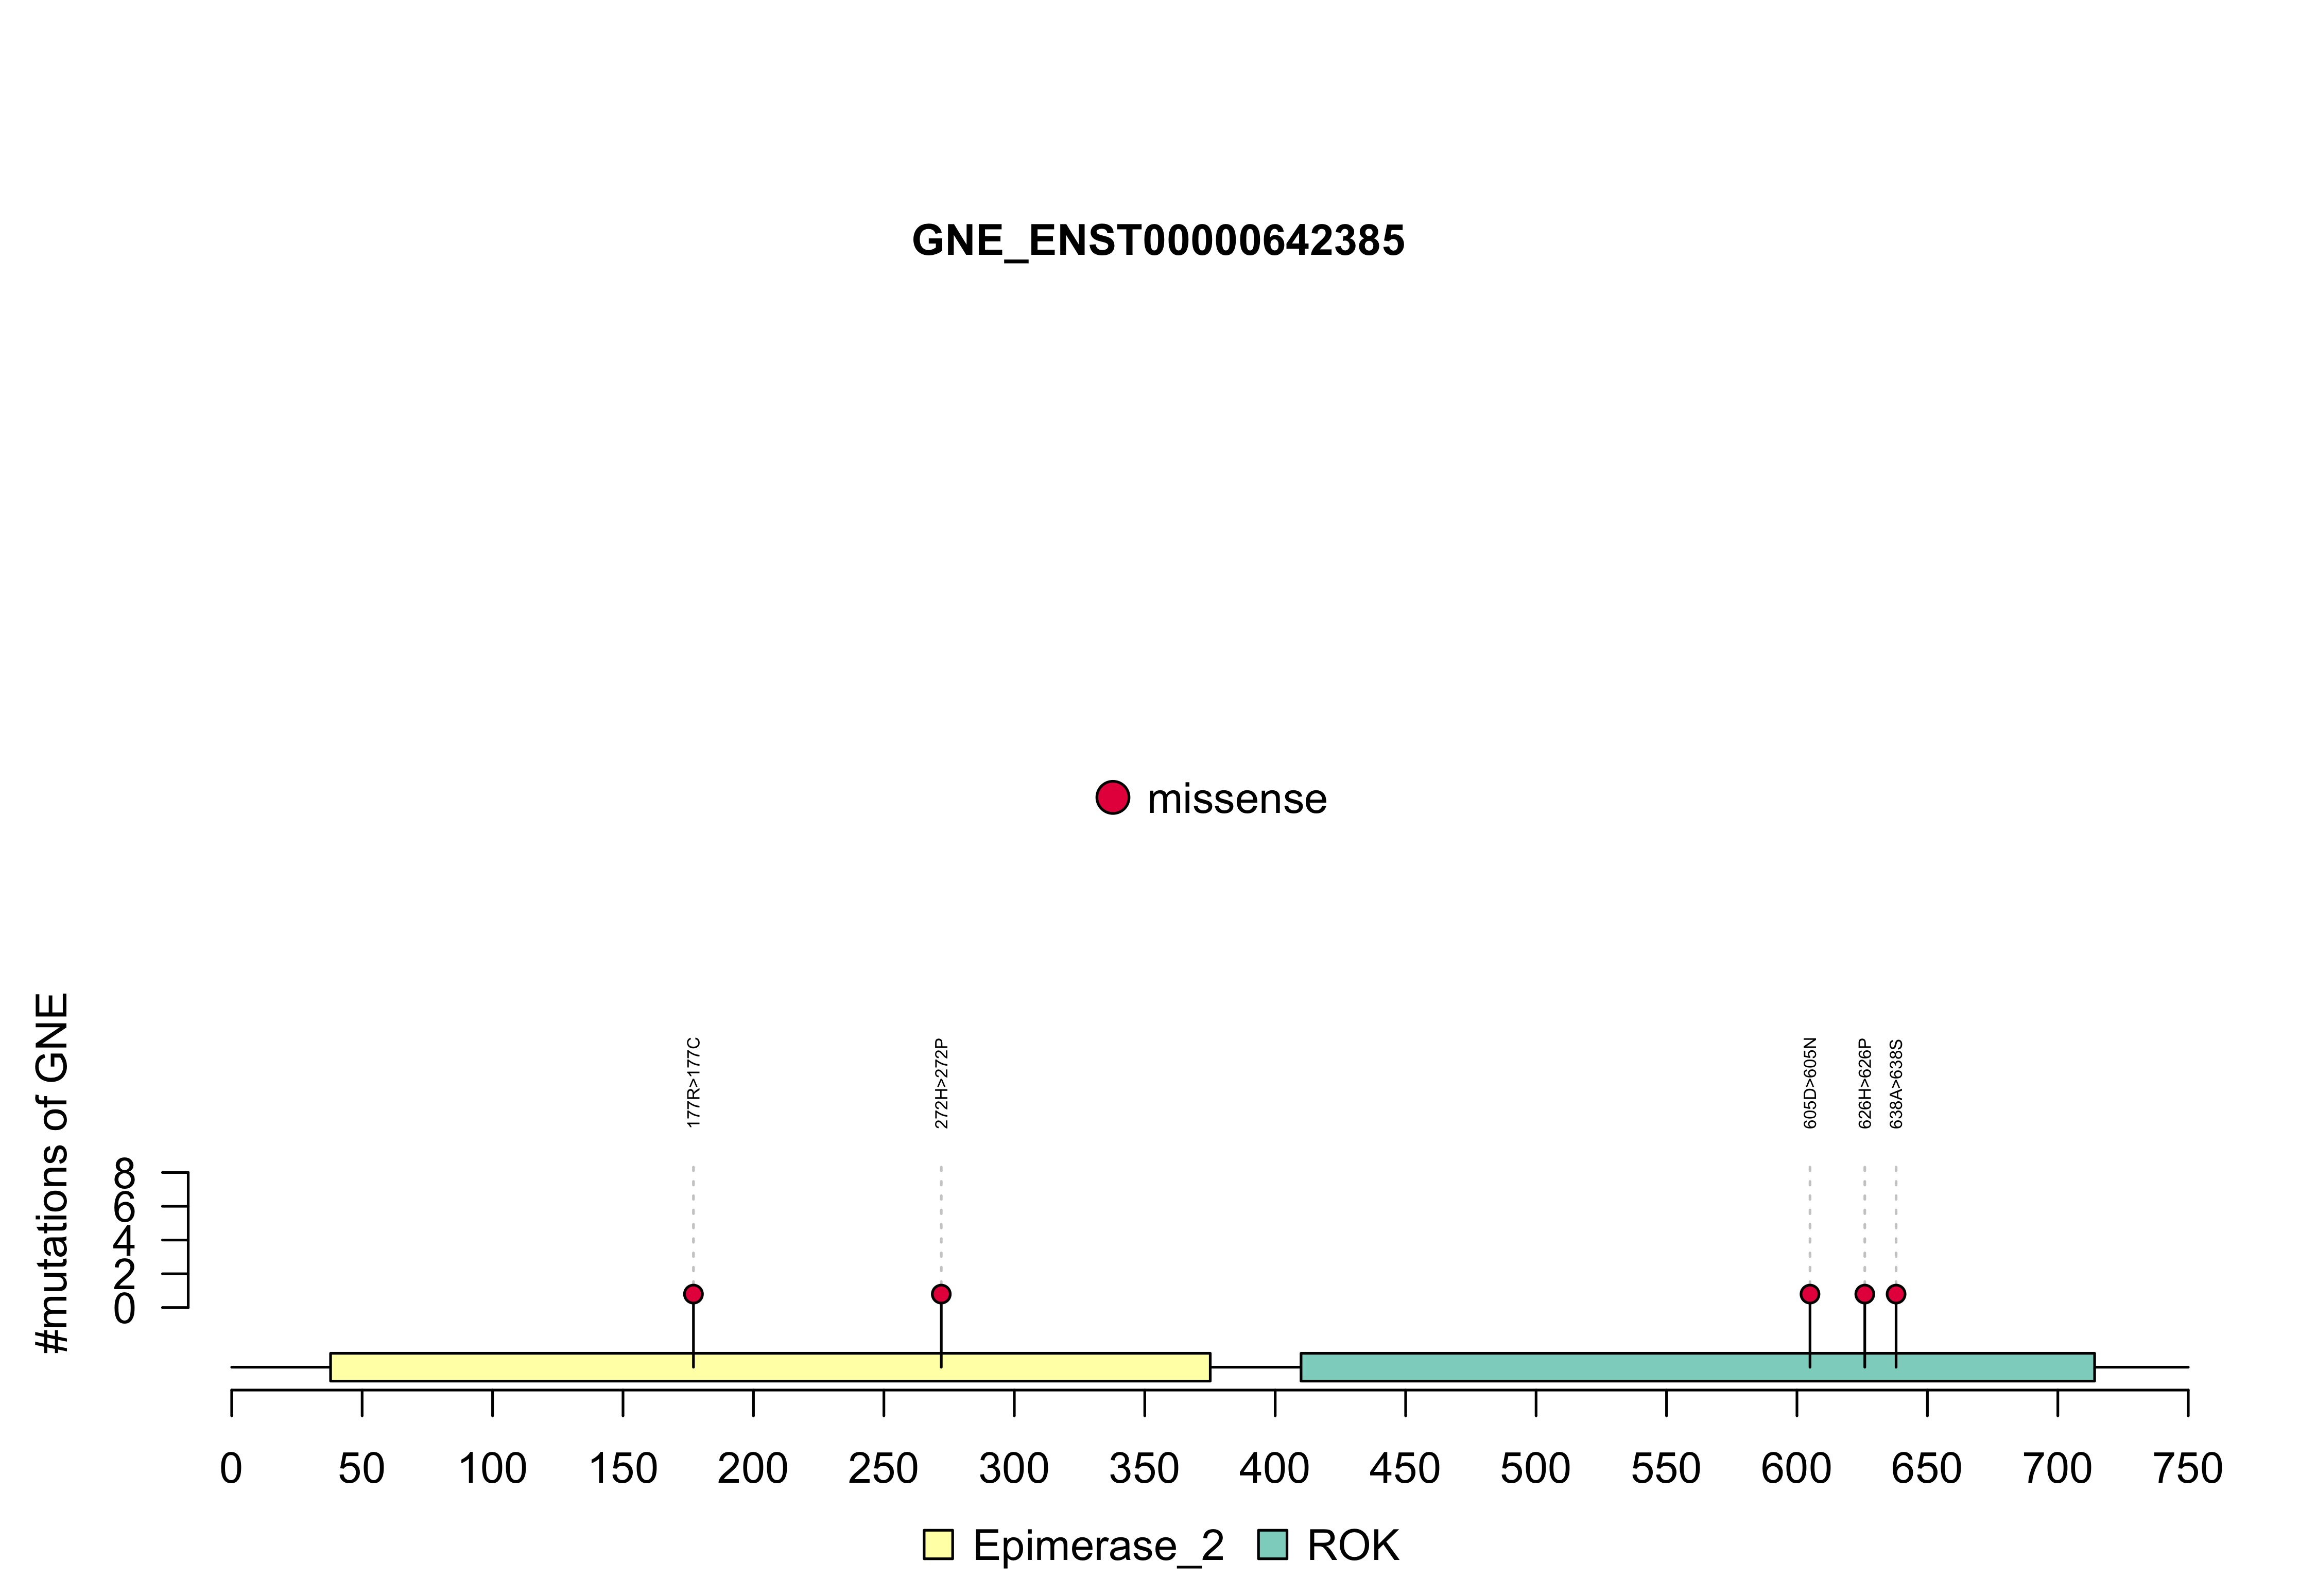 GNE_ENST00000642385
missense
#mutations of GNE
177R>177C
272H>272P
605D>605N
626H>626P
638A>638S
8
6
4
2
0
0 50 100 150 200 250 300 350 400 450 500 550 600 650 700 750
Epimerase_2 ROK